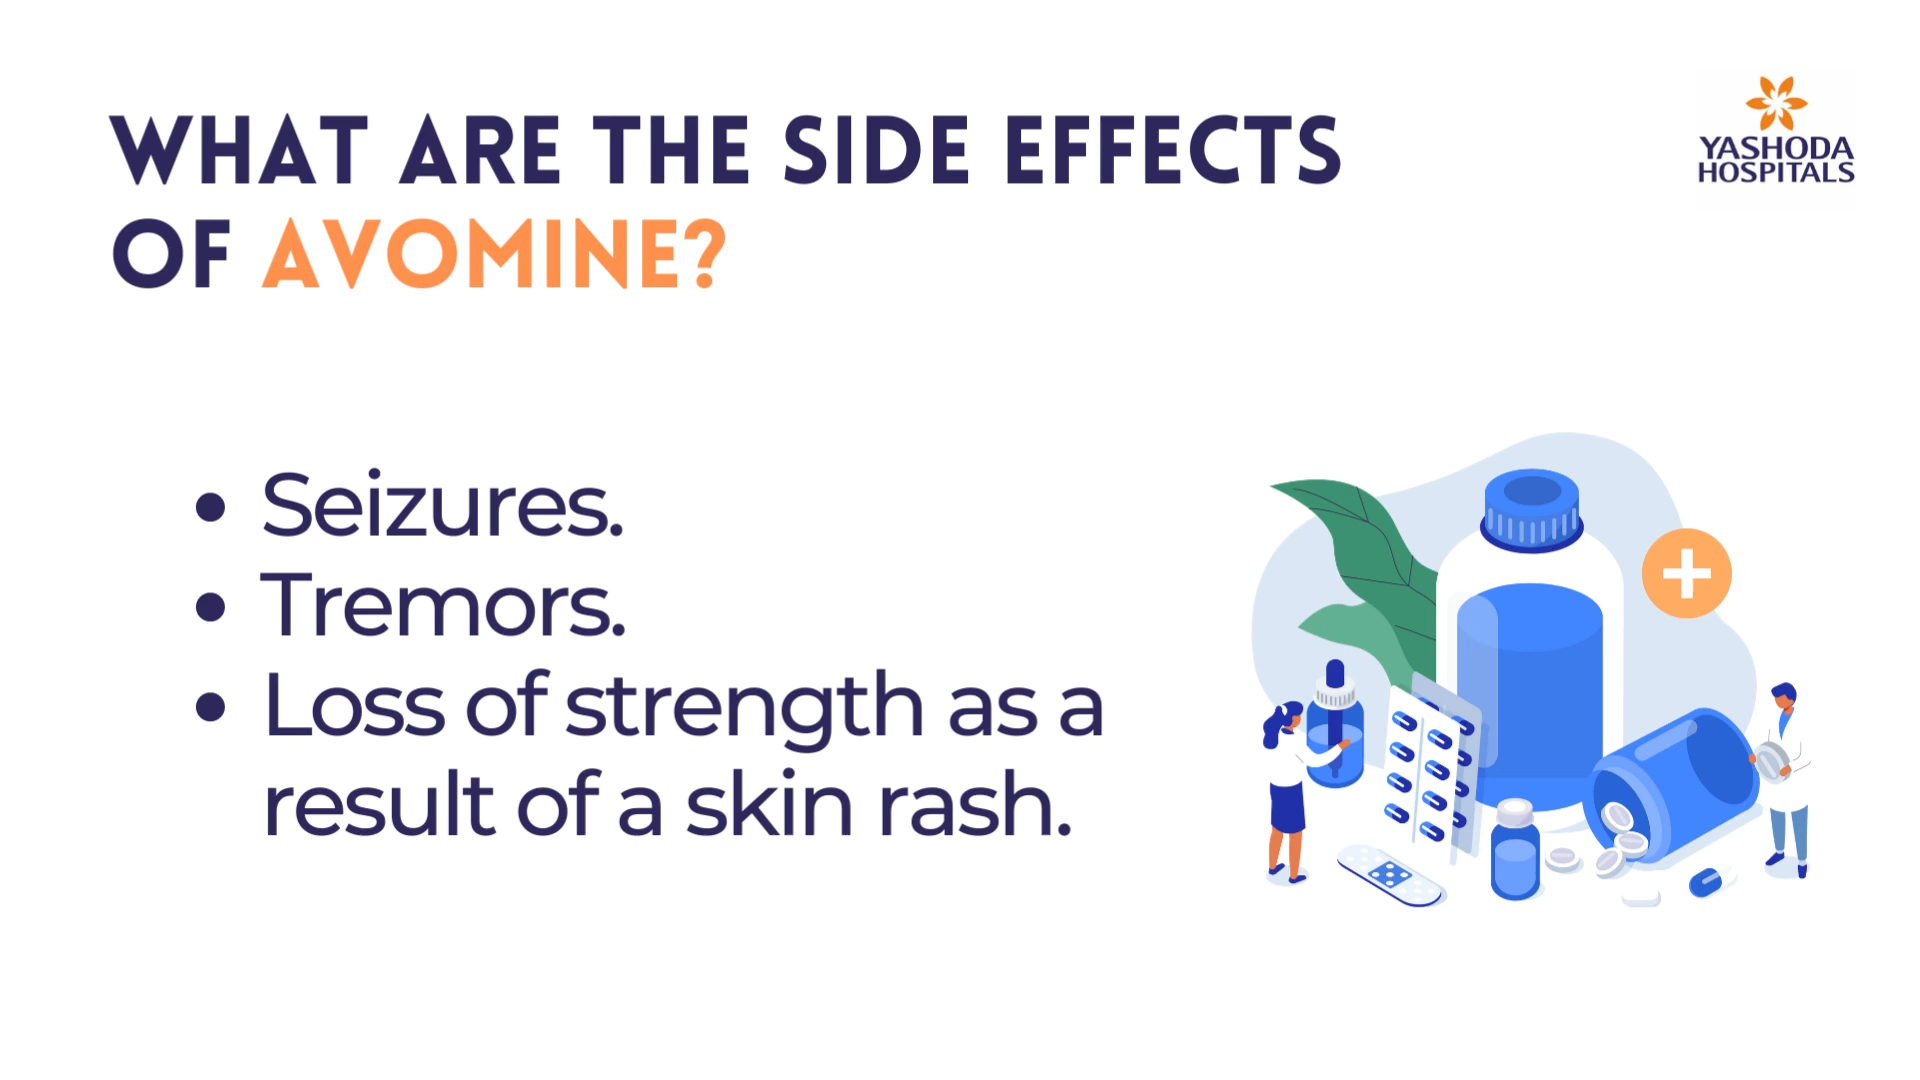 WHAT ARE THE SIDE EFFECTS
OF AVOMINE?
YASHODA
HOSPITALS
• Seizures.
• Tremors.
• Loss of strength as a
result of a skin rash.